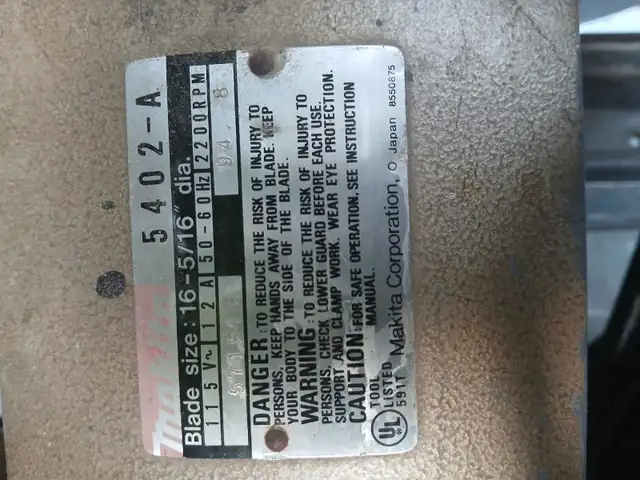 makita 5402-A
Blade size: 16-5/16" dia.
115V~ 12A 50-60Hz 2200RPM
94. 8
DANGER: TO REDUCE THE RISK OF INJURY TO
PERSONS, KEEP HANDS AWAY FROM BLADE. KEEP
YOUR BODY TO THE SIDE OF THE BLADE.
WARNING: TO REDUCE THE RISK OF INJURY TO
PERSONS, CHECK LOWER GUARD BEFORE EACH USE.
SUPPORT AND CLAMP WORK. WEAR EYE PROTECTION.
CAUTION: FOR SAFE OPERATION, SEE INSTRUCTION
MANUAL.
UL
TOOL
LISTED
591T
Makita Corporation, O Japan 8550875